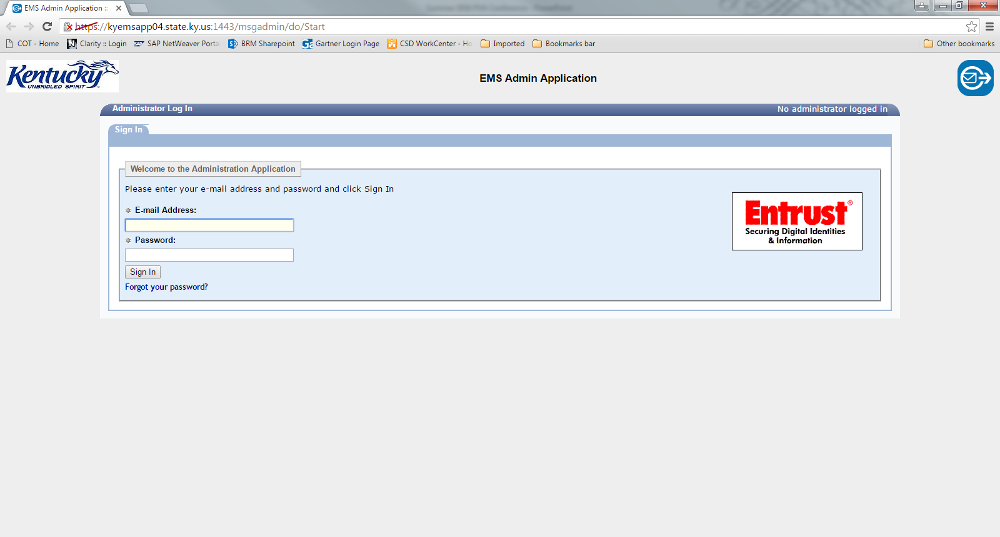 EMS Admin Application ::
https://kyemsapp04.state.ky.us:1443/msgadmin/do/Start
COT - Home
Clarity :: Login
SAP NetWeaver Porta
BRM Sharepoint
Gartner Login Page
CSD WorkCenter - Ho
Imported
Bookmarks bar
Other bookmarks
Kentucky
UNBRIDLED SPIRIT
EMS Admin Application
Administrator Log In
No administrator logged in
Sign In
Welcome to the Administration Application
Please enter your e-mail address and password and click Sign In
E-mail Address:
Password:
Sign In
Forgot your password?
Entrust®
Securing Digital Identities
& Information